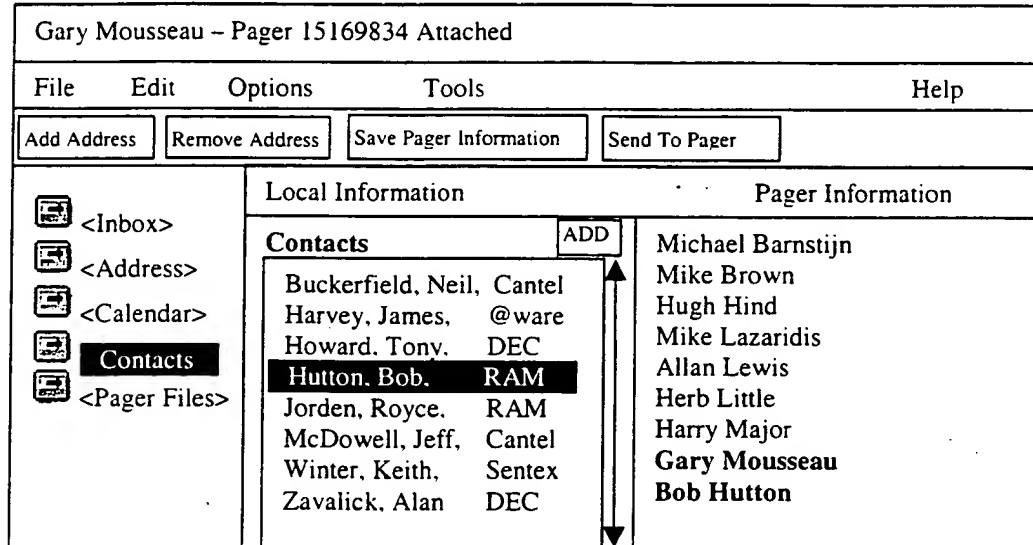 Gary Mousseau – Pager 15169834 Attached
File Edit Options Tools Help
Add Address Remove Address Save Pager Information Send To Pager
<Inbox>
<Address>
<Calendar>
Contacts
<Pager Files>
Local Information
Contacts ADD
Buckerfield, Neil, Cantel
Harvey, James, @ware
Howard, Tony, DEC
Hutton, Bob, RAM
Jorden, Royce, RAM
McDowell, Jeff, Cantel
Winter, Keith, Sentex
Zavalick, Alan DEC
Pager Information
Michael Barnstijn
Mike Brown
Hugh Hind
Mike Lazaridis
Allan Lewis
Herb Little
Harry Major
Gary Mousseau
Bob Hutton